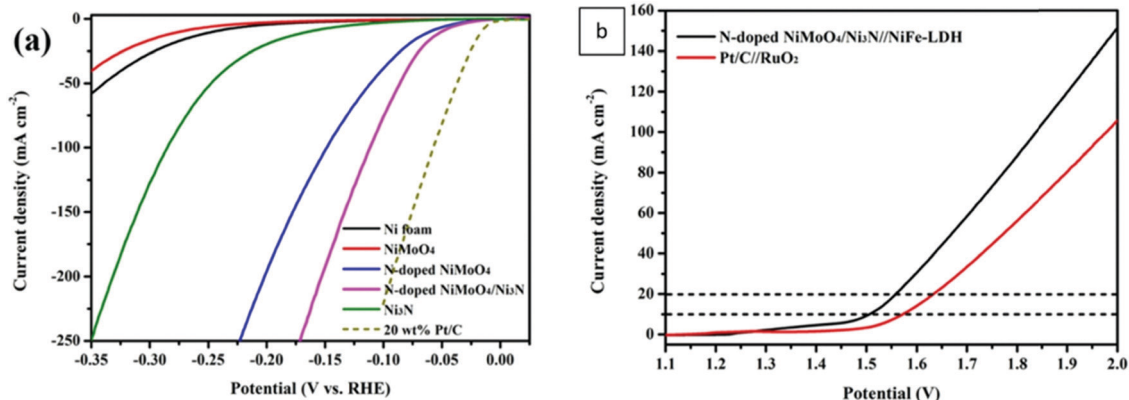 (a)
0
-50
-100
-150
-200
-250
Current density (mA cm⁻²)
Ni foam
NiMoO₄
N-doped NiMoO₄
N-doped NiMoO₄/Ni₃N
Ni₃N
20 wt% Pt/C
-0.35 -0.30 -0.25 -0.20 -0.15 -0.10 -0.05 0.00
Potential (V vs. RHE)
b
160
140
120
100
80
60
40
20
0
Current density (mA cm⁻²)
N-doped NiMoO₄/Ni₃N//NiFe-LDH
Pt/C//RuO₂
1.1 1.2 1.3 1.4 1.5 1.6 1.7 1.8 1.9 2.0
Potential (V)